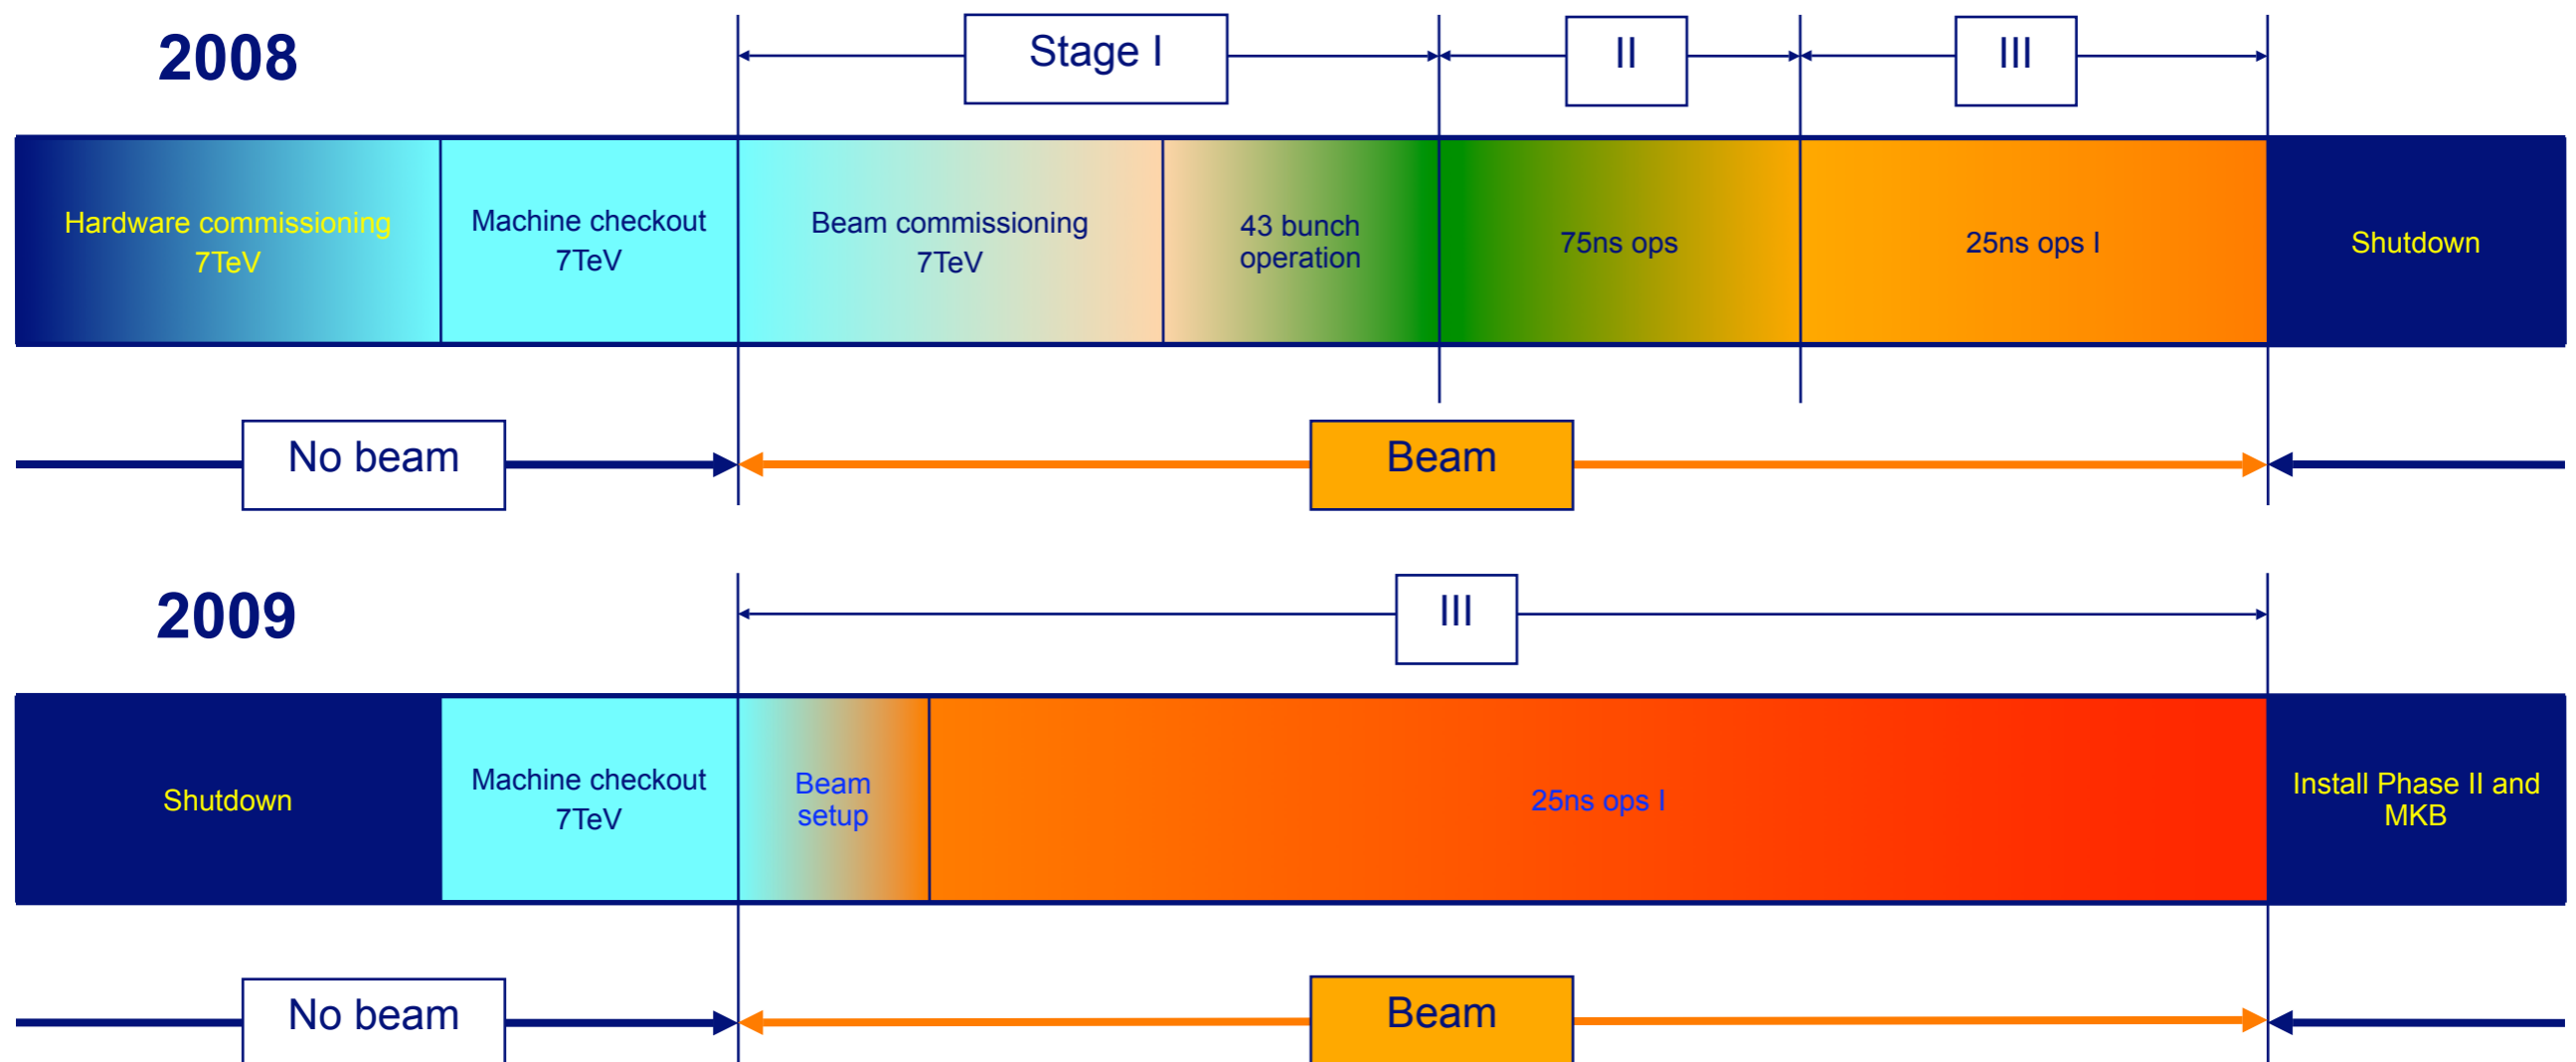 2008
Stage I
II
III
Hardware commissioning
7TeV
Machine checkout
7TeV
Beam commissioning
7TeV
43 bunch
operation
75ns ops
25ns ops I
Shutdown
No beam
Beam
2009
III
Shutdown
Machine checkout
7TeV
Beam
setup
25ns ops I
Install Phase II and
MKB
No beam
Beam